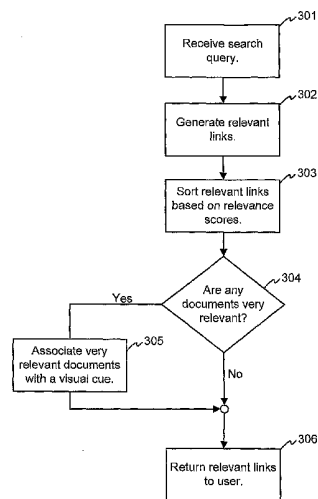 301
Receive search
query.
302
Generate relevant
links.
303
Sort relevant links
based on relevance
scores.
304
Are any
documents very
relevant?
Yes
305
Associate very
relevant documents
with a visual cue.
No
306
Return relevant links
to user.